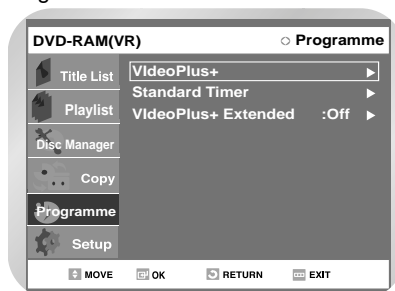 DVD-RAM(VR) Programme
Title List
Playlist
Disc Manager
Copy
Programme
Setup
VIdeoPlus+
Standard Timer
VIdeoPlus+ Extended :Off
MOVE OK RETURN EXIT